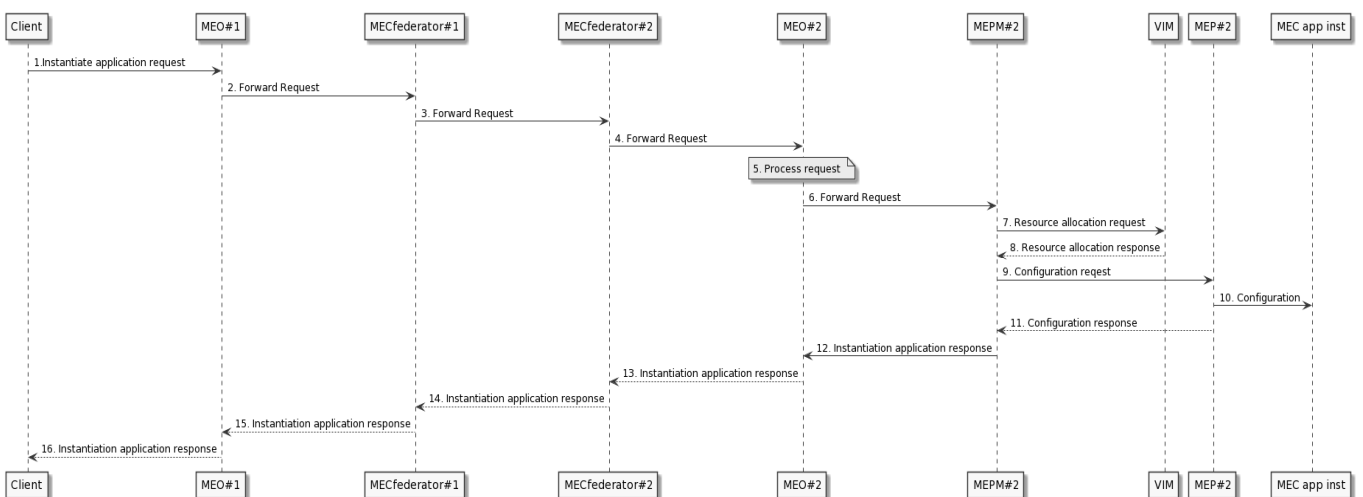 Client MEO#1 MECfederator#1 MECfederator#2 MEO#2 MEPM#2 VIM MEP#2 MEC app inst
1.Instantiate application request
2. Forward Request
3. Forward Request
4. Forward Request
5. Process request
6. Forward Request
7. Resource allocation request
8. Resource allocation response
9. Configuration reqest
10. Configuration
11. Configuration response
12. Instantiation application response
13. Instantiation application response
14. Instantiation application response
15. Instantiation application response
16. Instantiation application response
Client MEO#1 MECfederator#1 MECfederator#2 MEO#2 MEPM#2 VIM MEP#2 MEC app inst